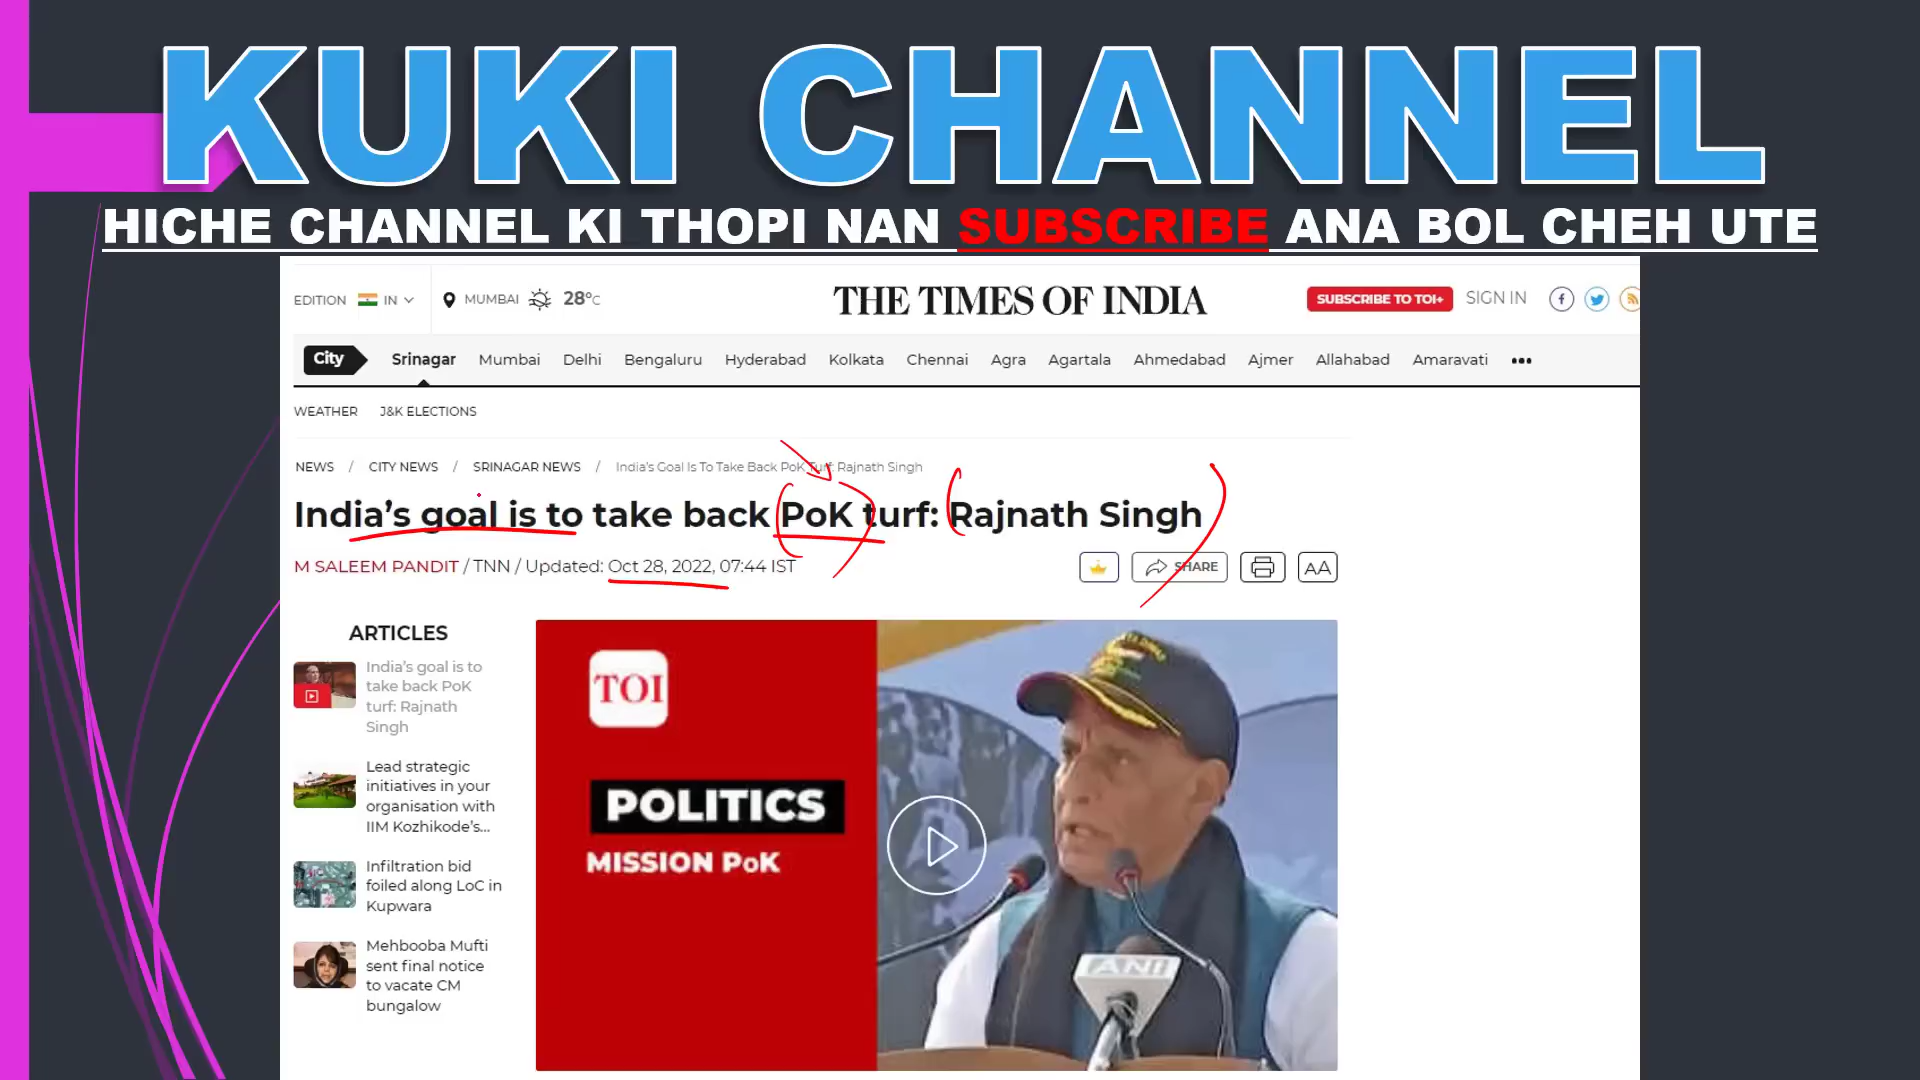 KUKI CHANNEL
HICHE CHANNEL KI THOPI NAN SUBSCRIBE ANA BOL CHEH UTE
EDITION IN MUMBAI 28°C THE TIMES OF INDIA SUBSCRIBE TO TOI+ SIGN IN
City Srinagar Mumbai Delhi Bengaluru Hyderabad Kolkata Chennai Agra Agartala Ahmedabad Ajmer Allahabad Amaravati •••
WEATHER J&K ELECTIONS
NEWS / CITY NEWS / SRINAGAR NEWS / India's Goal Is To Take Back PoK Turf: Rajnath Singh
India's goal is to take back PoK turf: Rajnath Singh
M SALEEM PANDIT / TNN / Updated: Oct 28, 2022, 07:44 IST SHARE AA
ARTICLES
India's goal is to
take back PoK
turf: Rajnath
Singh
Lead strategic
initiatives in your
organisation with
IIM Kozhikode's...
Infiltration bid
foiled along LoC in
Kupwara
Mehbooba Mufti
sent final notice
to vacate CM
bungalow
TOI
POLITICS
MISSION PoK
ANI